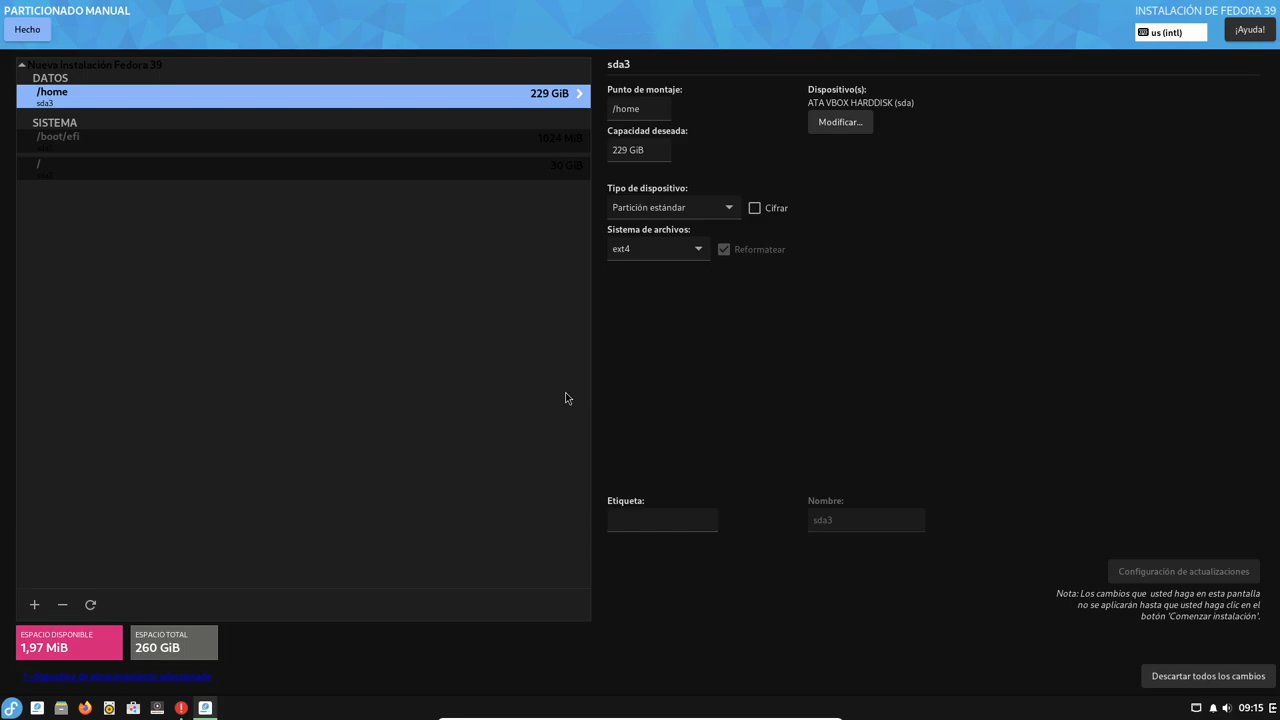 PARTICIONADO MANUAL
INSTALACIÓN DE FEDORA 39
Hecho
us (intl)
¡Ayuda!
Nueva instalación Fedora 39
DATOS
/home
229 GiB
sda3
SISTEMA
/boot/efi
1024 MiB
/
30 GiB
sda3
Punto de montaje:
/home
Dispositivo(s):
ATA VBOX HARDDISK (sda)
Modificar...
Capacidad deseada:
229 GiB
Tipo de dispositivo:
Partición estándar
Cifrar
Sistema de archivos:
ext4
Reformatear
Etiqueta:
Nombre:
sda3
Configuración de actualizaciones
Nota: Los cambios que usted haga en esta pantalla
no se aplicarán hasta que usted haga clic en el
botón 'Comenzar instalación'.
ESPACIO DISPONIBLE
1,97 MiB
ESPACIO TOTAL
260 GiB
1 dispositivo de almacenamiento seleccionado
Descartar todos los cambios
09:15